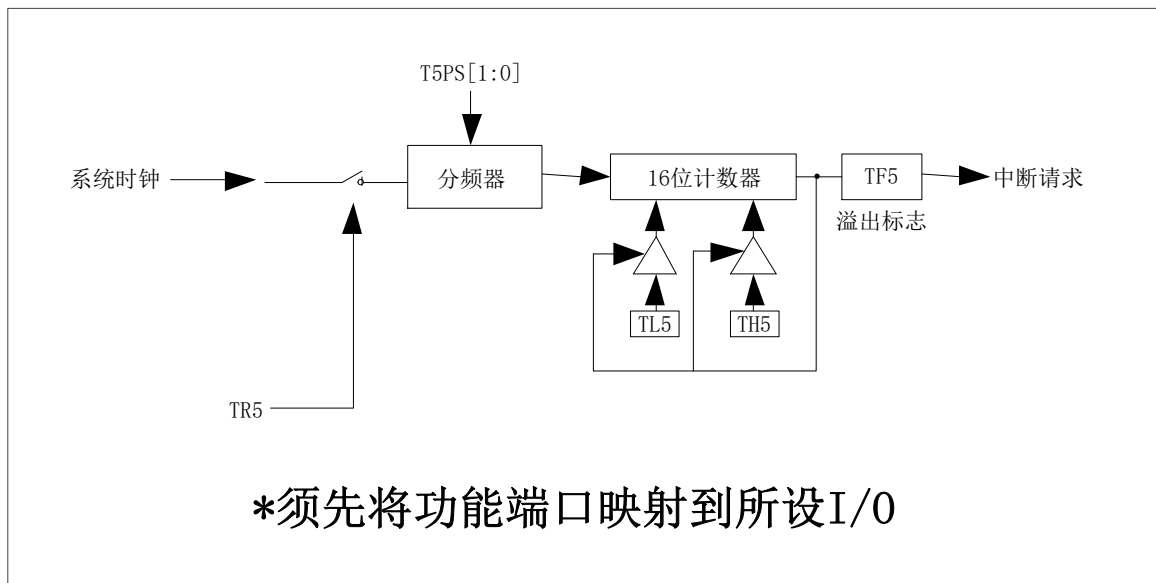 T5PS[1:0]
系统时钟
分频器
16位计数器
TF5
中断请求
溢出标志
TL5
TH5
TR5
*须先将功能端口映射到所设I/O